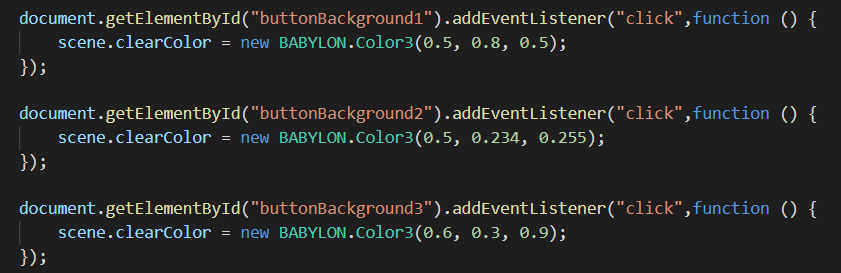 document.getElementById("buttonBackground1").addEventListener("click",function () {
    scene.clearColor = new BABYLON.Color3(0.5, 0.8, 0.5);
});

document.getElementById("buttonBackground2").addEventListener("click",function () {
    scene.clearColor = new BABYLON.Color3(0.5, 0.234, 0.255);
});

document.getElementById("buttonBackground3").addEventListener("click",function () {
    scene.clearColor = new BABYLON.Color3(0.6, 0.3, 0.9);
});